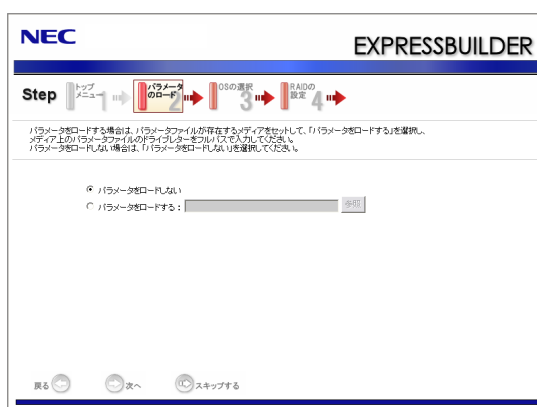 NEC
EXPRESSBUILDER
Step
トップ
メニュー 1
パラメータ
のロード 2
OSの選択
3
RAIDの
設定 4
パラメータをロードする場合は、パラメータファイルが存在するメディアをセットして、「パラメータをロードする」を選択し、
メディア上のパラメータファイルのドライブレターをフルパスで入力してください。
パラメータをロードしない場合は、「パラメータをロードしない」を選択してください。
パラメータをロードしない
パラメータをロードする：
参照
戻る
次へ
スキップする